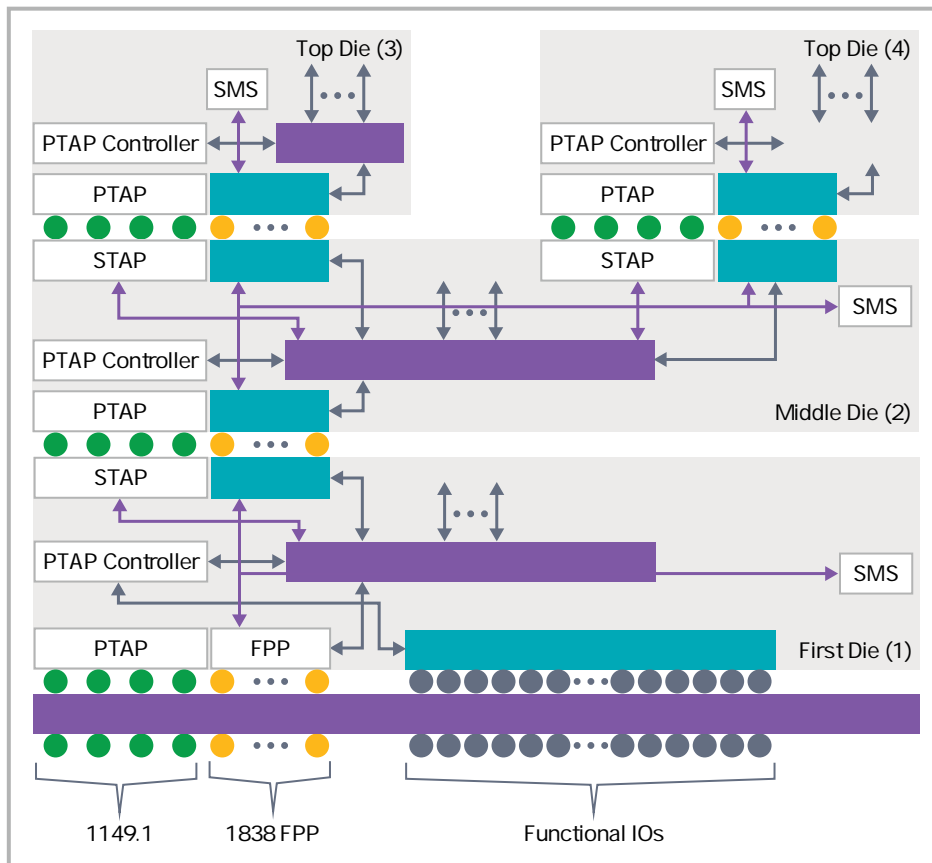 Top Die (3)
Top Die (4)
SMS
SMS
PTAP Controller
PTAP Controller
PTAP
PTAP
STAP
STAP
SMS
PTAP Controller
PTAP
Middle Die (2)
STAP
PTAP Controller
SMS
PTAP
FPP
First Die (1)
1149.1
1838 FPP
Functional IOs